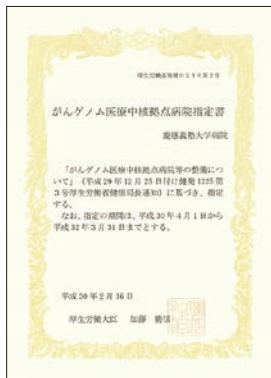 厚生労働省発健0216第2号
がんゲノム医療中核拠点病院指定書
慶應義塾大学病院
「がんゲノム医療中核拠点病院等の整備につ
いて」(平成29年12月25日付け健発1225第
3号厚生労働省健康局長通知)に基づき、指定
する。
なお、指定の期間は、平成30年4月1日から
平成32年3月31日までとする。
平成30年2月16日
厚生労働大臣 加藤 勝信